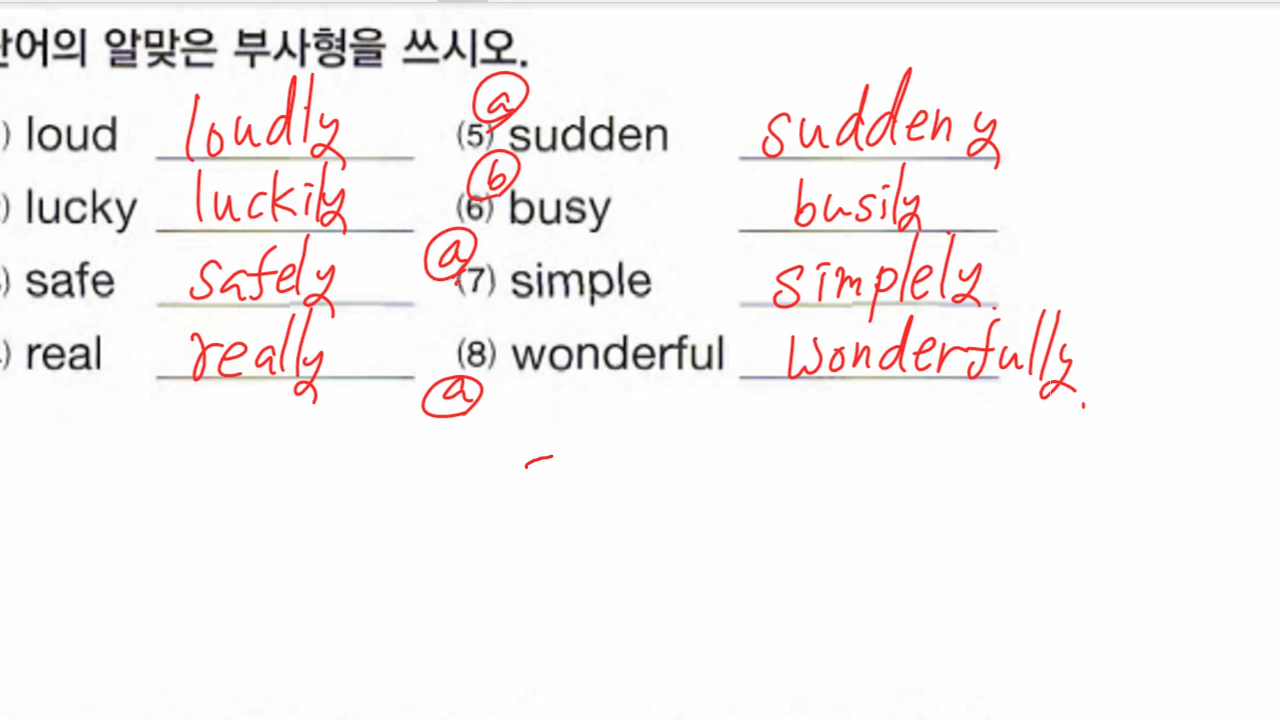 어의 알맞은 부사형을 쓰시오.
) loud loudly ⓐ (5) sudden suddeny
) lucky luckily ⓑ (6) busy busily
) safe safely ⓐ (7) simple simplely.
) real really (8) wonderful wonderfully.
ⓐ